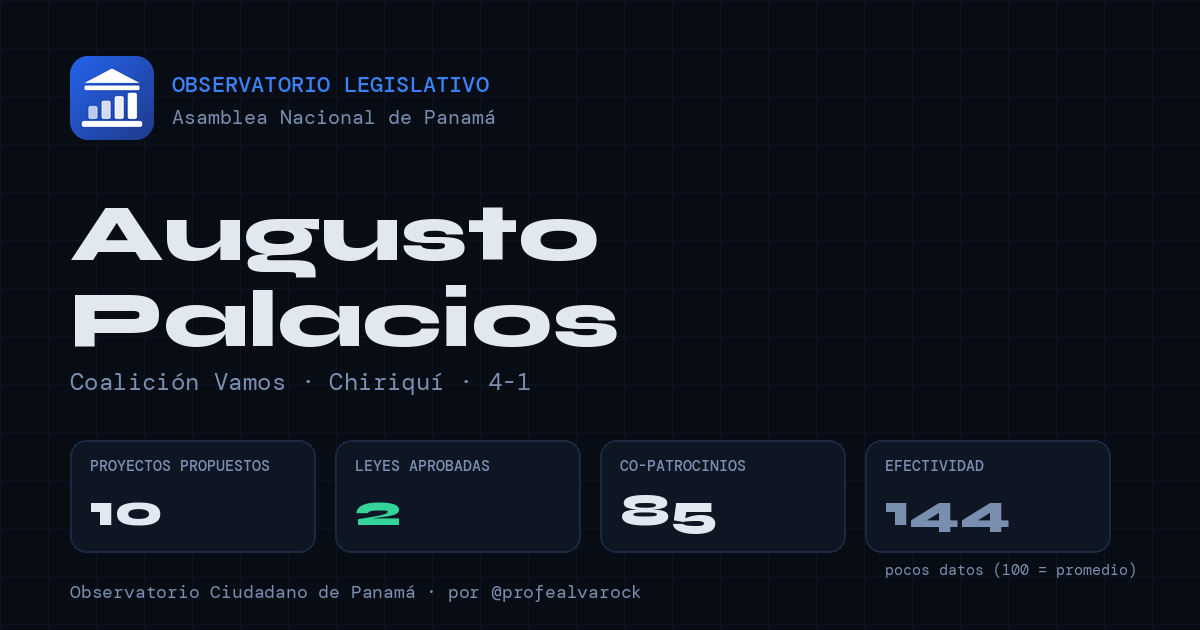 OBSERVATORIO LEGISLATIVO
Asamblea Nacional de Panamá
Augusto
Palacios
Coalición Vamos · Chiriquí · 4-1
PROYECTOS PROPUESTOS
10
LEYES APROBADAS
2
CO-PATROCINIOS
85
EFECTIVIDAD
144
pocos datos (100 = promedio)
Observatorio Ciudadano de Panamá · por @profealvarock